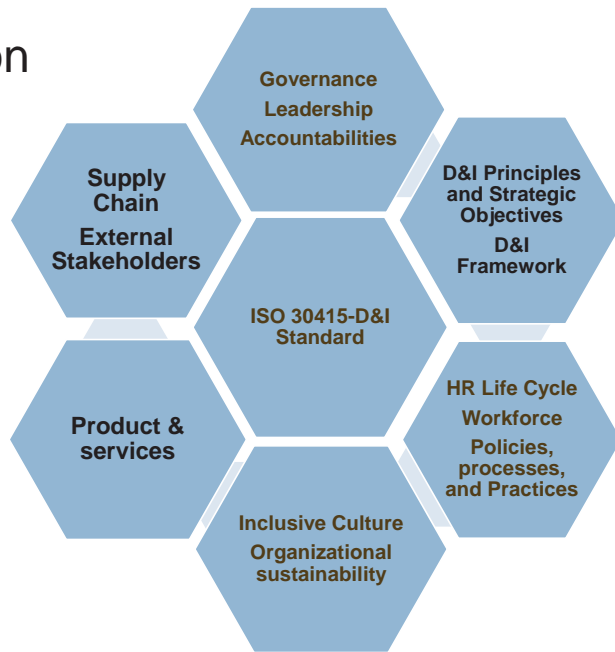 on
Governance
Leadership
Accountabilities
D&I Principles
and Strategic
Objectives
D&I
Framework
Supply
Chain
External
Stakeholders
ISO 30415-D&I
Standard
HR Life Cycle
Workforce
Policies,
processes,
and Practices
Product &
services
Inclusive Culture
Organizational
sustainability